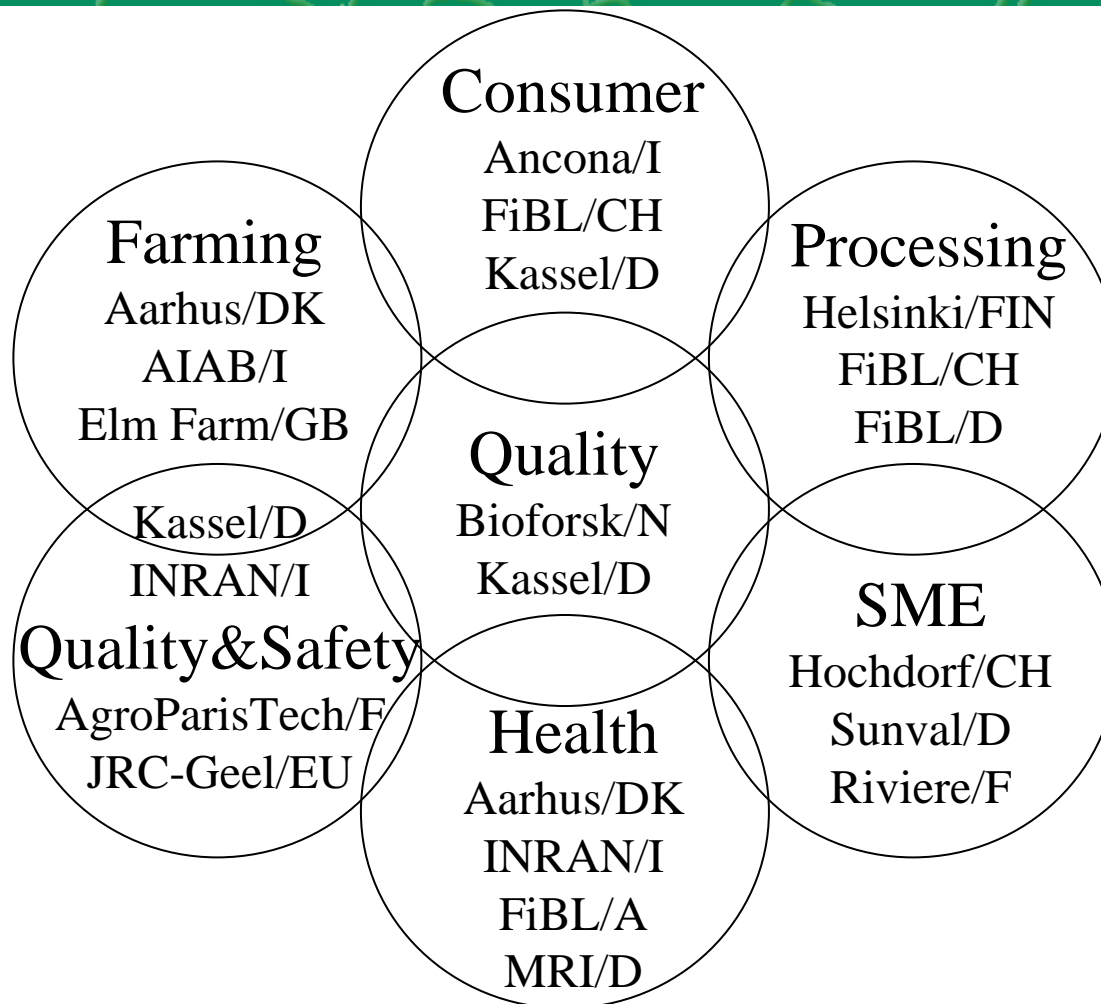 Consumer
Ancona/I
FiBL/CH
Kassel/D
Farming
Aarhus/DK
AIAB/I
Elm Farm/GB
Processing
Helsinki/FIN
FiBL/CH
FiBL/D
Quality
Bioforsk/N
Kassel/D
Kassel/D
INRAN/I
Quality&Safety
AgroParisTech/F
JRC-Geel/EU
SME
Hochdorf/CH
Sunval/D
Riviere/F
Health
Aarhus/DK
INRAN/I
FiBL/A
MRI/D